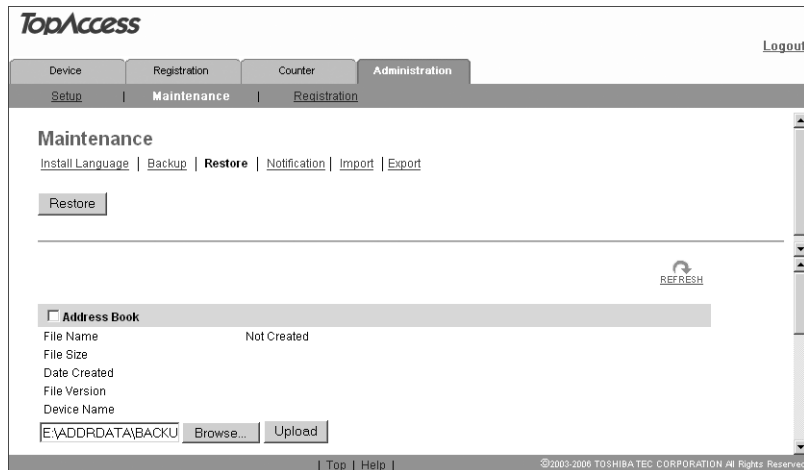 TopAccess
Logout
Device Registration Counter Administration
Setup | Maintenance | Registration
Maintenance
Install Language | Backup | Restore | Notification | Import | Export
Restore
REFRESH
Address Book
File Name Not Created
File Size
Date Created
File Version
Device Name
E:\ADDRDATA\BACKU Browse... Upload
| Top | Help | ©2003-2006 TOSHIBA TEC CORPORATION All Rights Reserved